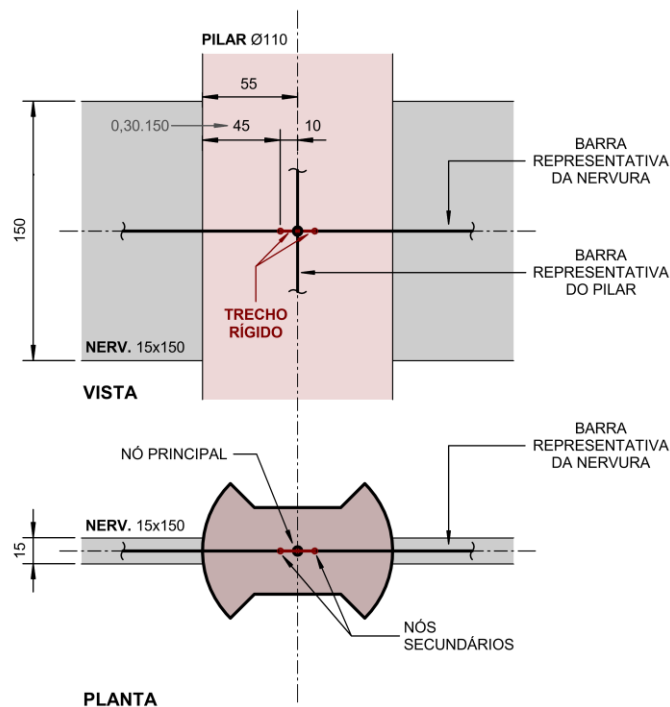 PILAR Ø110
55
0,30.150
45
10
BARRA
REPRESENTATIVA
DA NERVURA
150
BARRA
REPRESENTATIVA
DO PILAR
TRECHO
RÍGIDO
NERV. 15x150
VISTA
NÓ PRINCIPAL
BARRA
REPRESENTATIVA
DA NERVURA
NERV. 15x150
15
NÓS
SECUNDÁRIOS
PLANTA